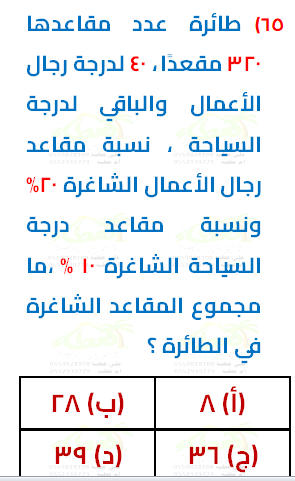 ٦٥) طائرة عدد مقاعدها
٣٢٠ مقعدًا، ٤٠ لدرجة رجال
الأعمال والباقي لدرجة
السياحة ، نسبة مقاعد
رجال الأعمال الشاغرة ٢٠%
ونسبة مقاعد درجة
السياحة الشاغرة ١٠ % ،ما
مجموع المقاعد الشاغرة
في الطائرة ؟
(أ) ٨
(ب) ٢٨
(ج) ٣٦
(د) ٣٩